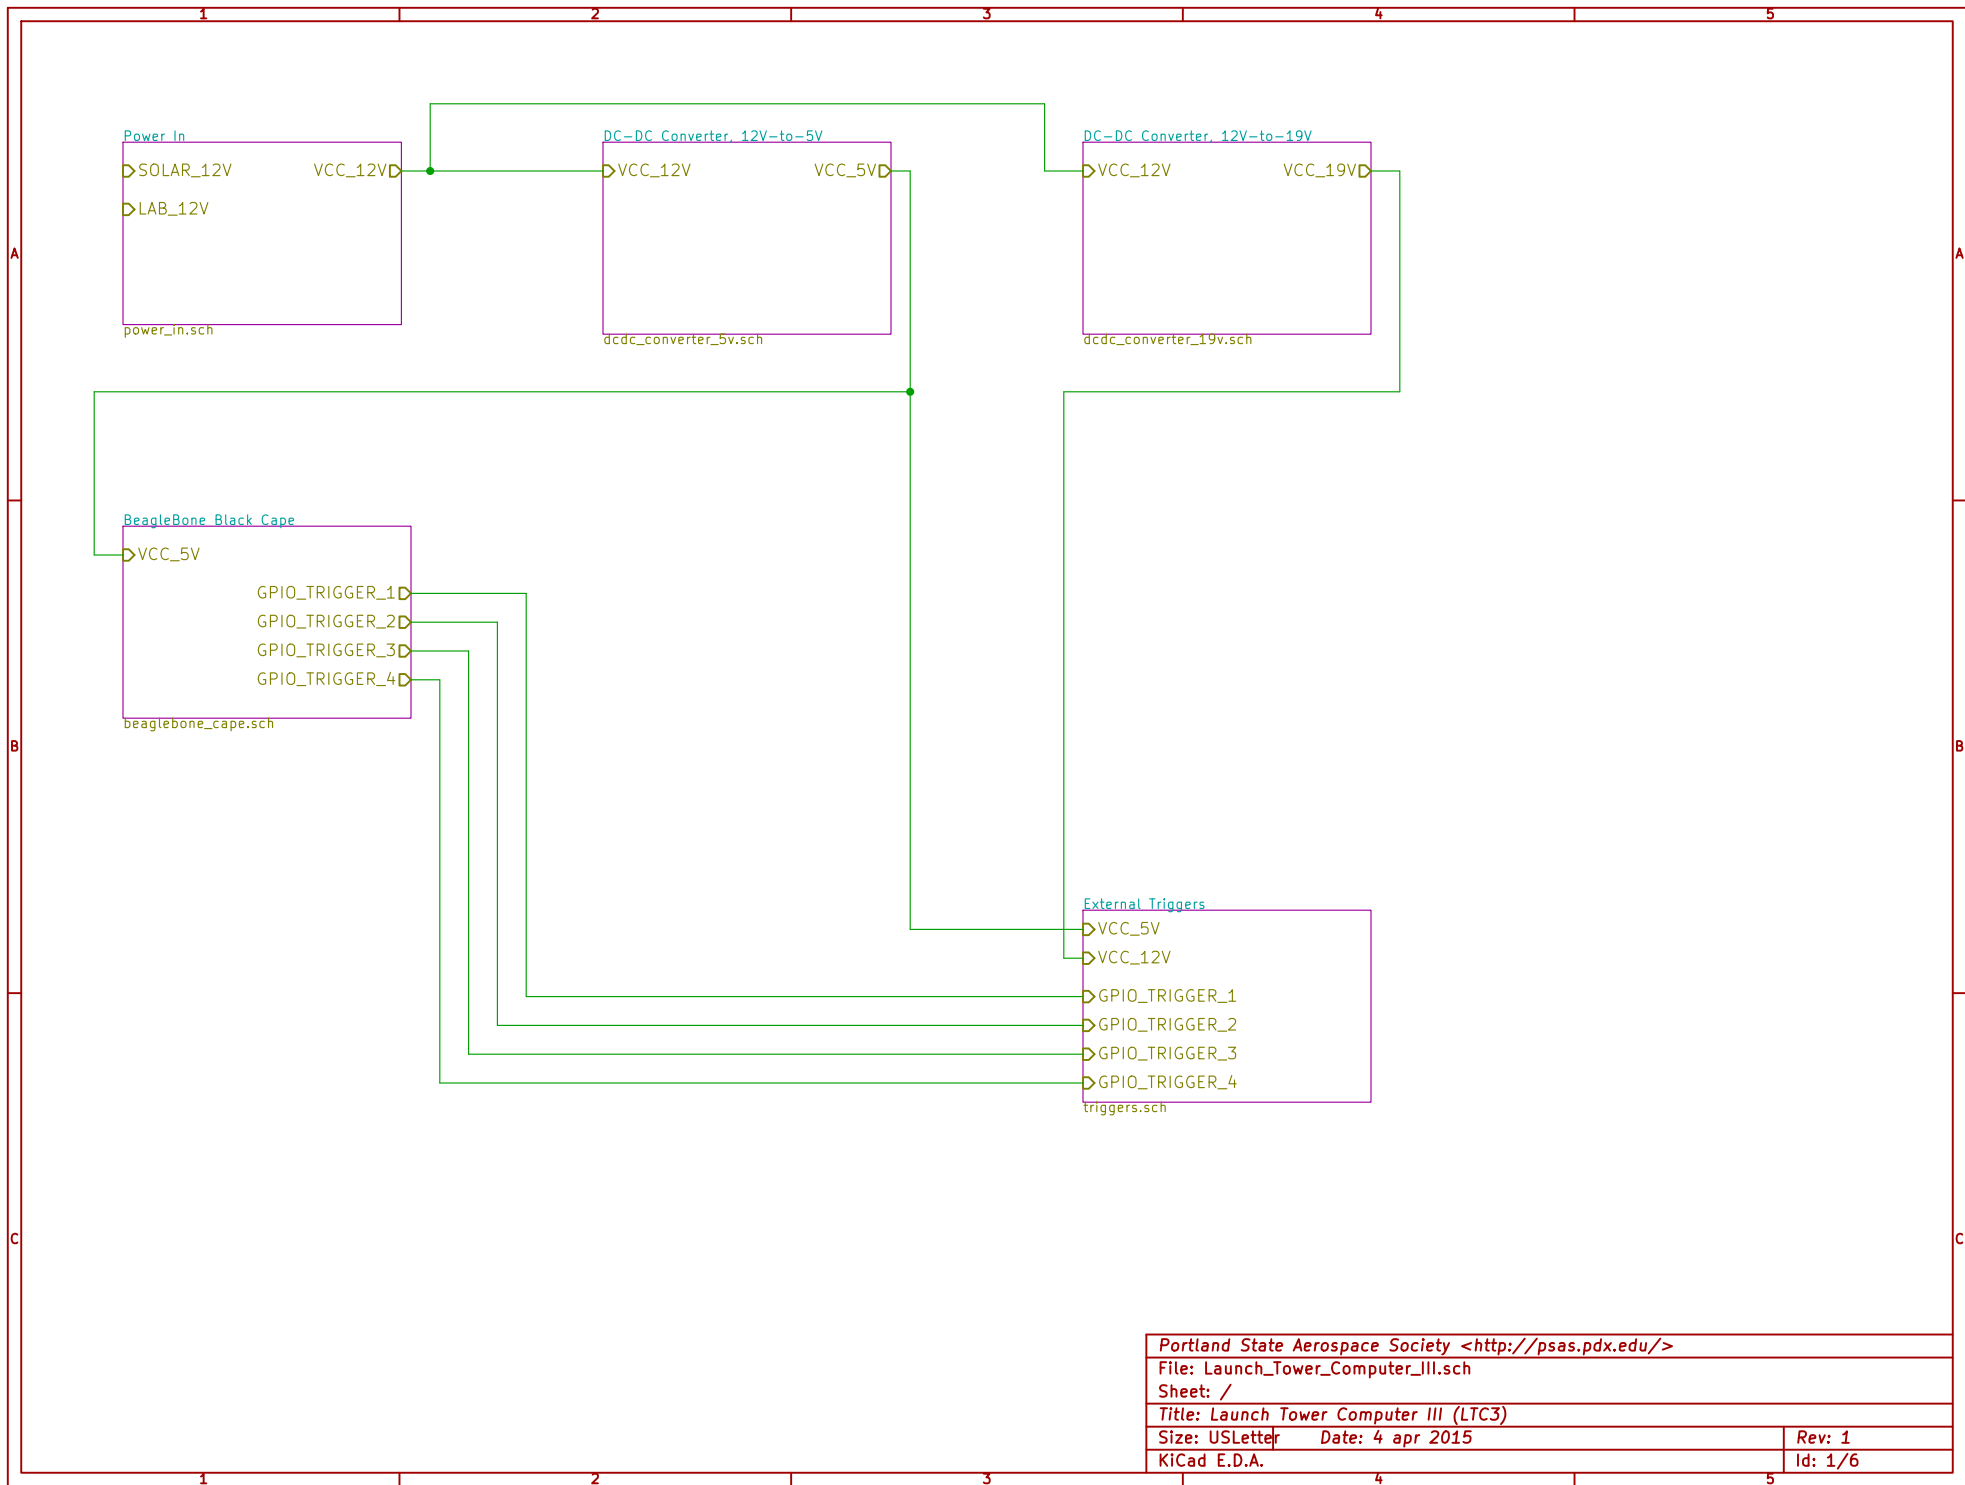 1 2 3 4 5
Power In
SOLAR_12V VCC_12V
LAB_12V
power_in.sch
DC-DC Converter, 12V-to-5V
VCC_12V VCC_5V
dcdc_converter_5v.sch
DC-DC Converter, 12V-to-19V
VCC_12V VCC_19V
dcdc_converter_19v.sch
A A
BeagleBone Black Cape
VCC_5V
GPIO_TRIGGER_1
GPIO_TRIGGER_2
GPIO_TRIGGER_3
GPIO_TRIGGER_4
beaglebone_cape.sch
B B
External Triggers
VCC_5V
VCC_12V
GPIO_TRIGGER_1
GPIO_TRIGGER_2
GPIO_TRIGGER_3
GPIO_TRIGGER_4
triggers.sch
C C
Portland State Aerospace Society <http://psas.pdx.edu/>
File: Launch_Tower_Computer_III.sch
Sheet: /
Title: Launch Tower Computer III (LTC3)
Size: USLetter Date: 4 apr 2015 Rev: 1
KiCad E.D.A. Id: 1/6
1 2 3 4 5